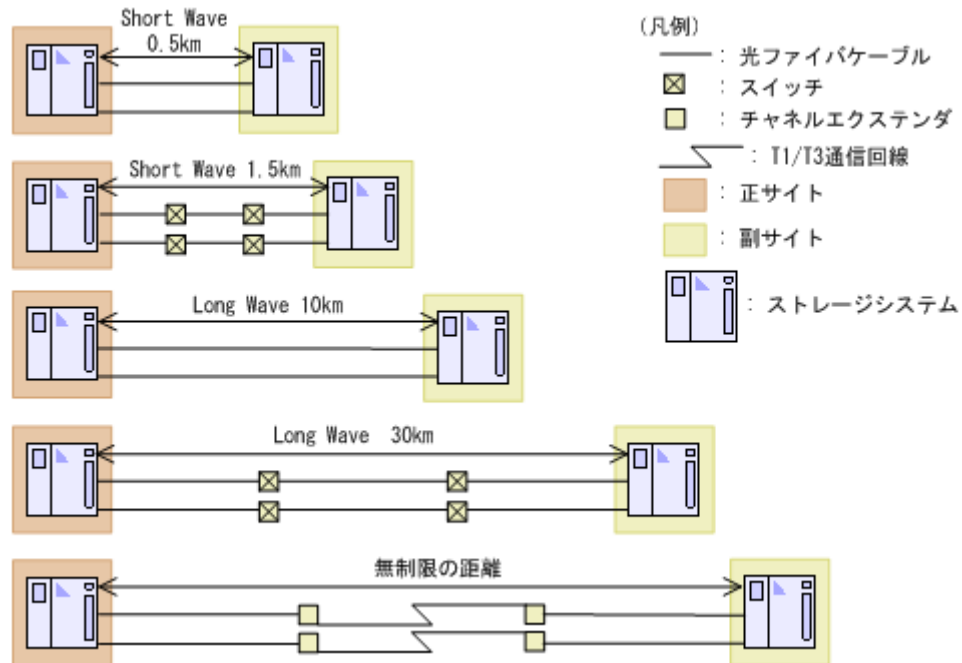 Short Wave
0.5km
Short Wave 1.5km
Long Wave 10km
Long Wave 30km
無制限の距離
(凡例)
: 光ファイバケーブル
: スイッチ
: チャネルエクステンダ
: T1/T3通信回線
: 正サイト
: 副サイト
: ストレージシステム